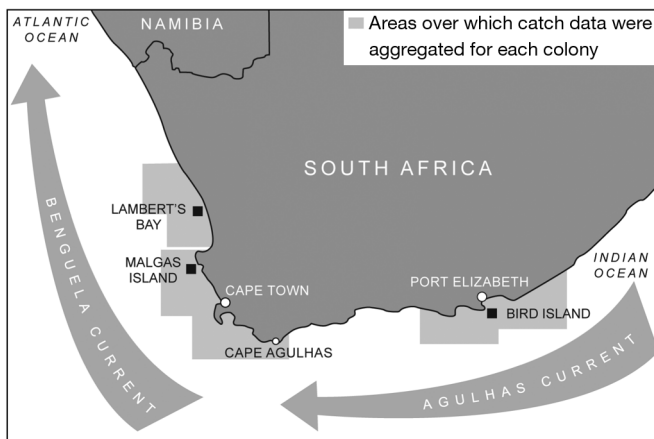 ATLANTIC
OCEAN
NAMIBIA
Areas over which catch data were
aggregated for each colony
SOUTH AFRICA
LAMBERT'S
BAY
MALGAS
ISLAND
CAPE TOWN
CAPE AGULHAS
PORT ELIZABETH
BIRD ISLAND
INDIAN
OCEAN
BENGUELA CURRENT
AGULHAS CURRENT